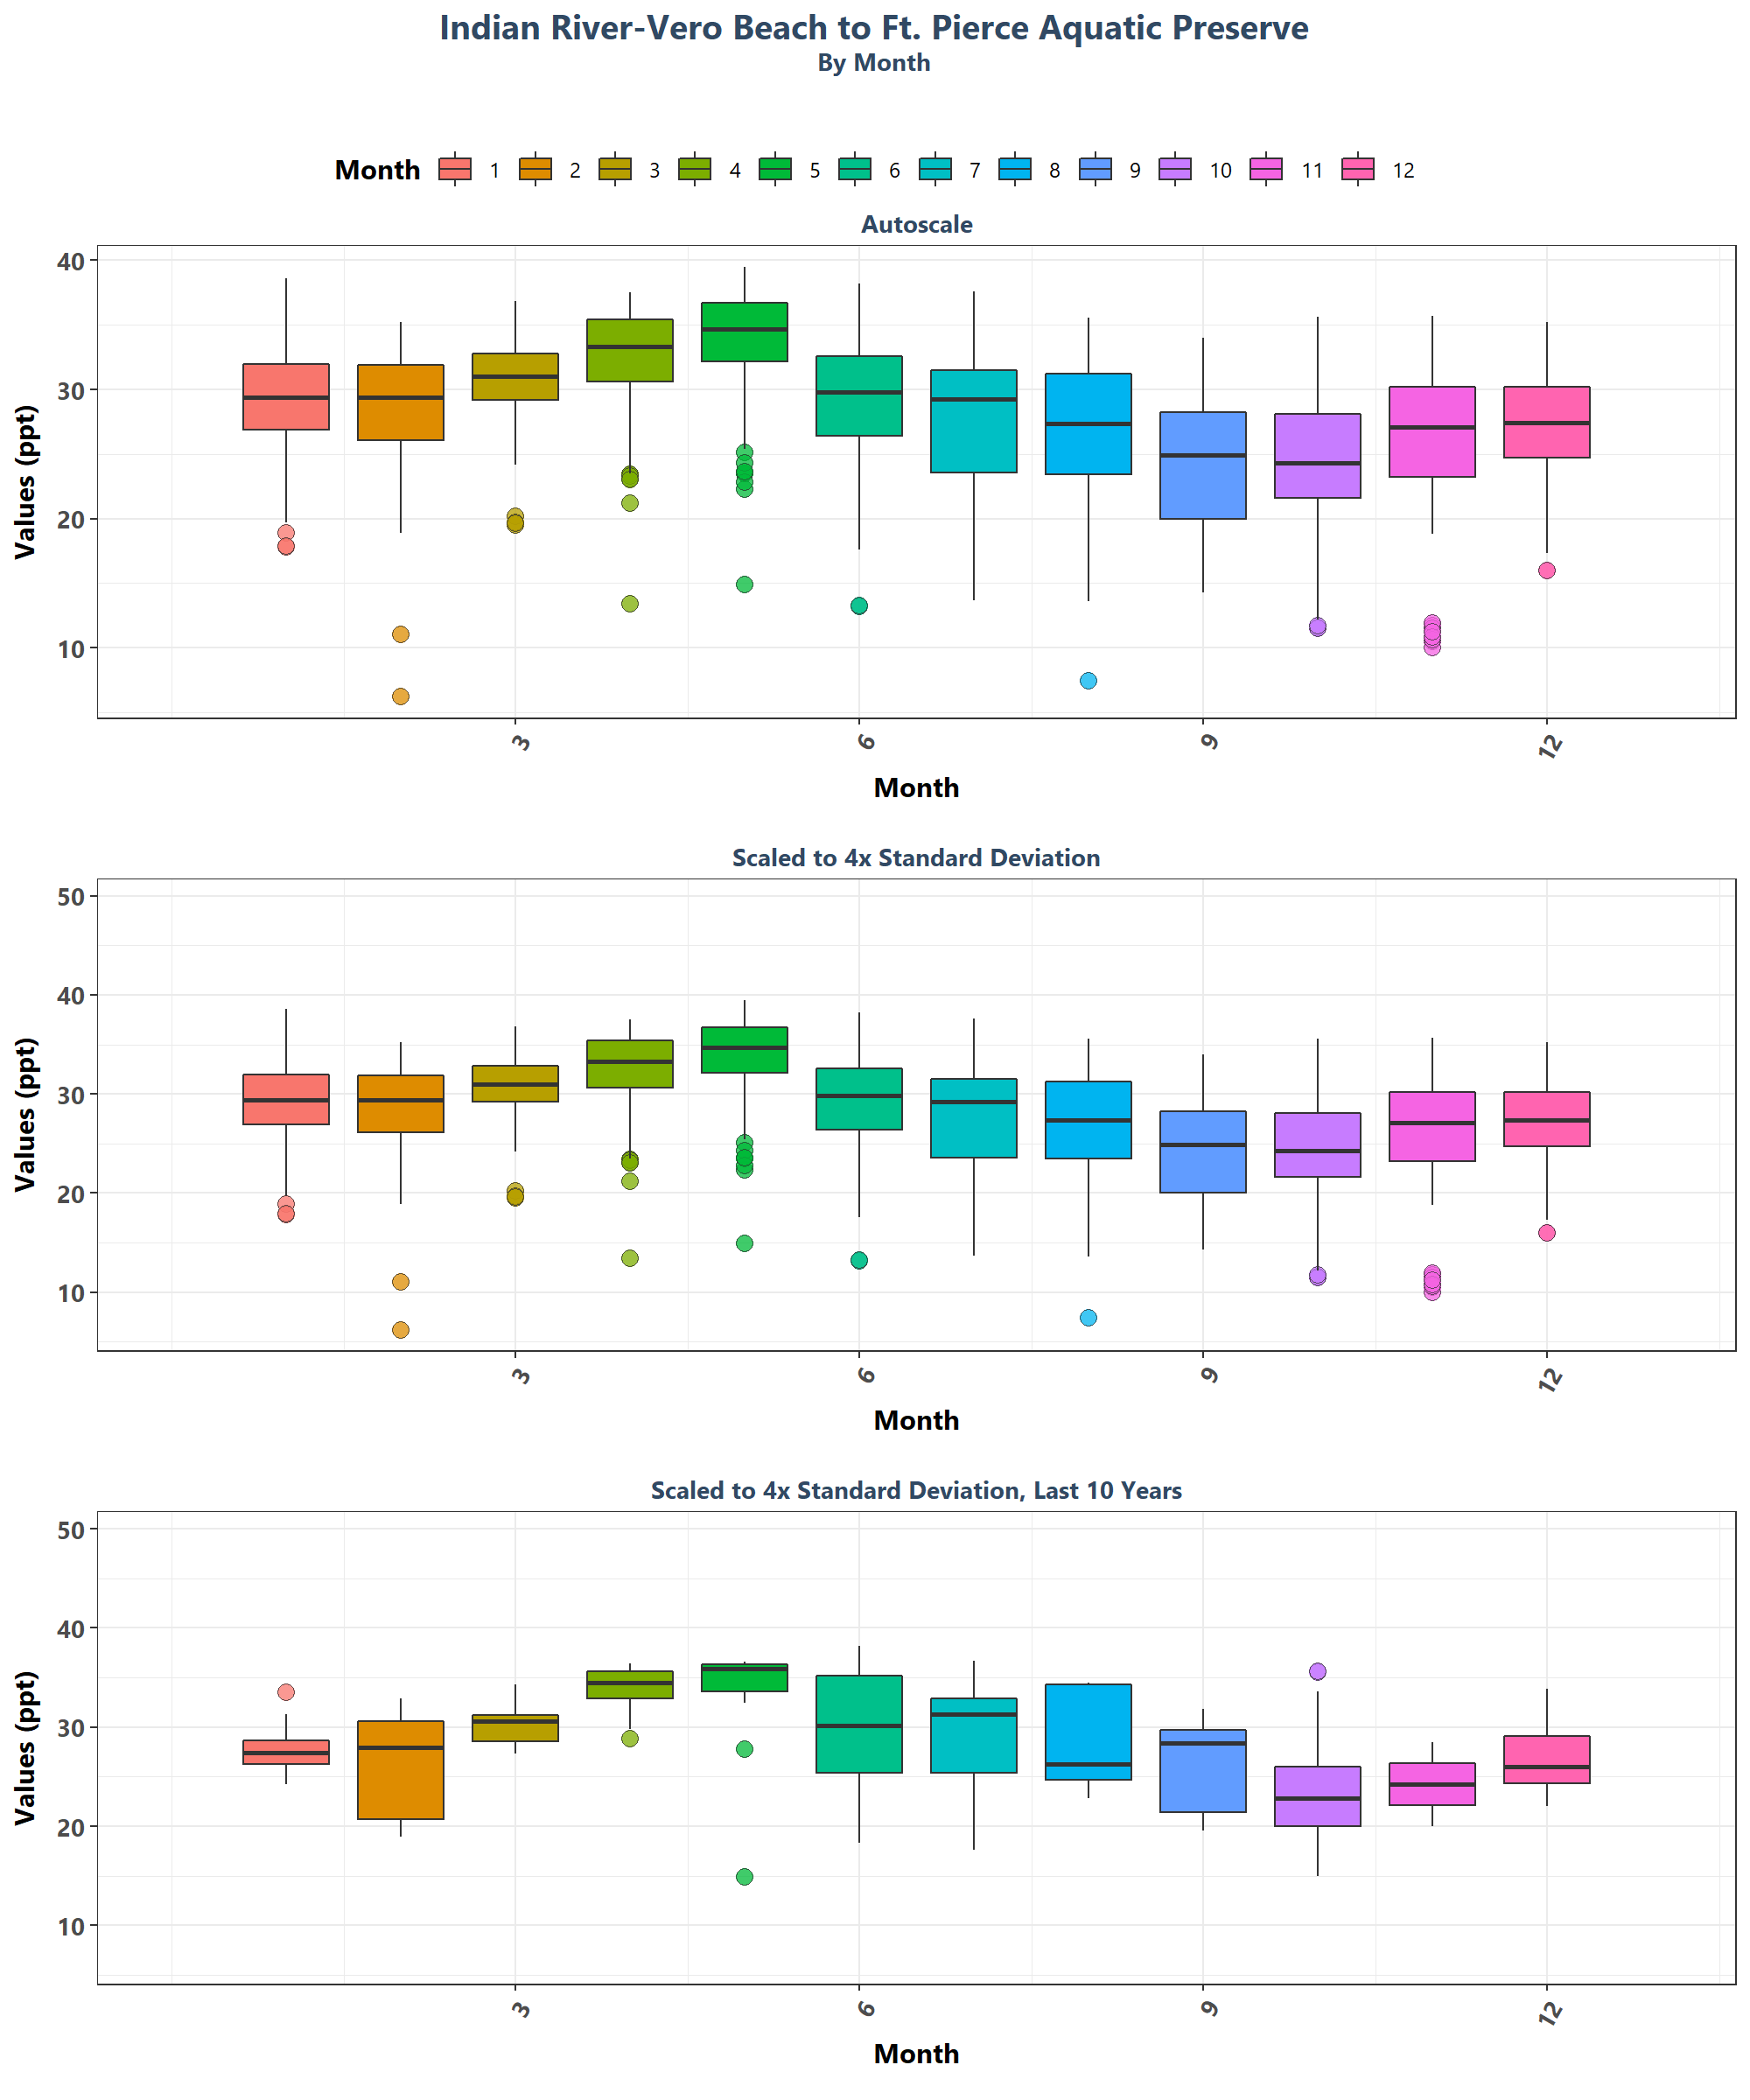 Indian River-Vero Beach to Ft. Pierce Aquatic Preserve
By Month
Month 1 2 3 4 5 6 7 8 9 10 11 12
Autoscale
40
30
20
10
Values (ppt)
3 6 9 12
Month
Scaled to 4x Standard Deviation
50
40
30
20
10
Values (ppt)
3 6 9 12
Month
Scaled to 4x Standard Deviation, Last 10 Years
50
40
30
20
10
Values (ppt)
3 6 9 12
Month